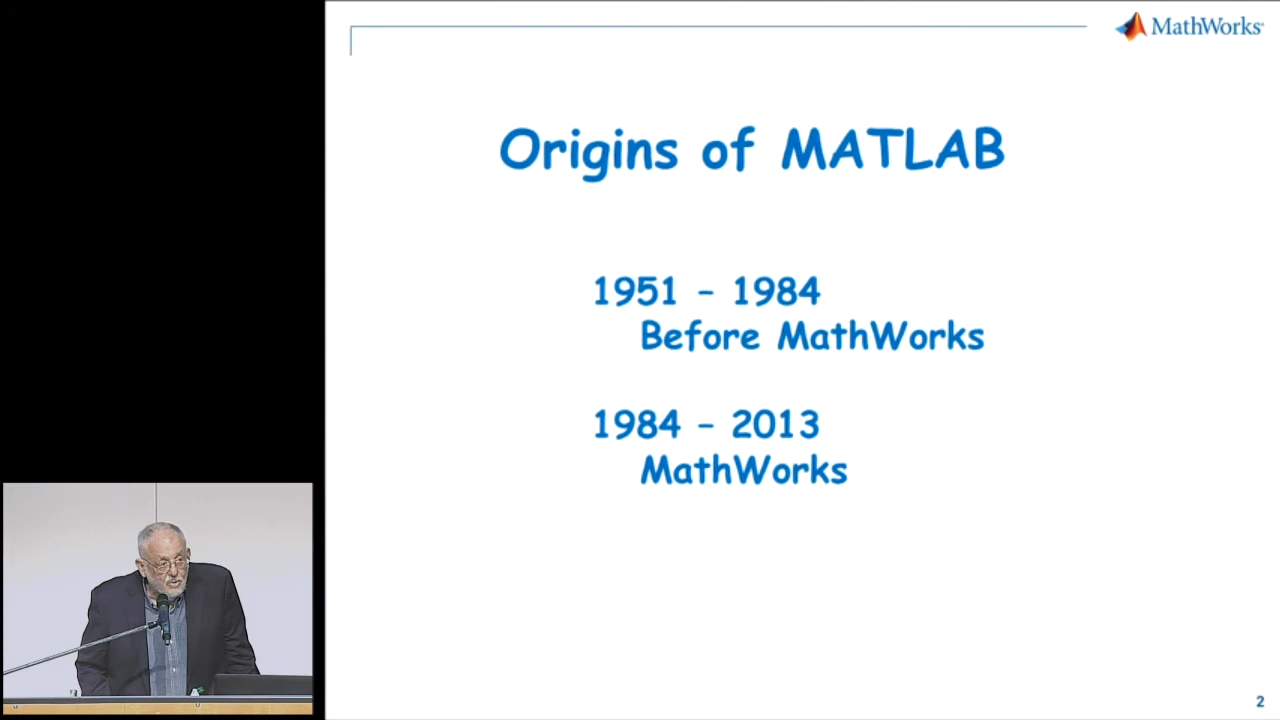 MathWorks®
Origins of MATLAB
1951 – 1984
Before MathWorks
1984 – 2013
MathWorks
2